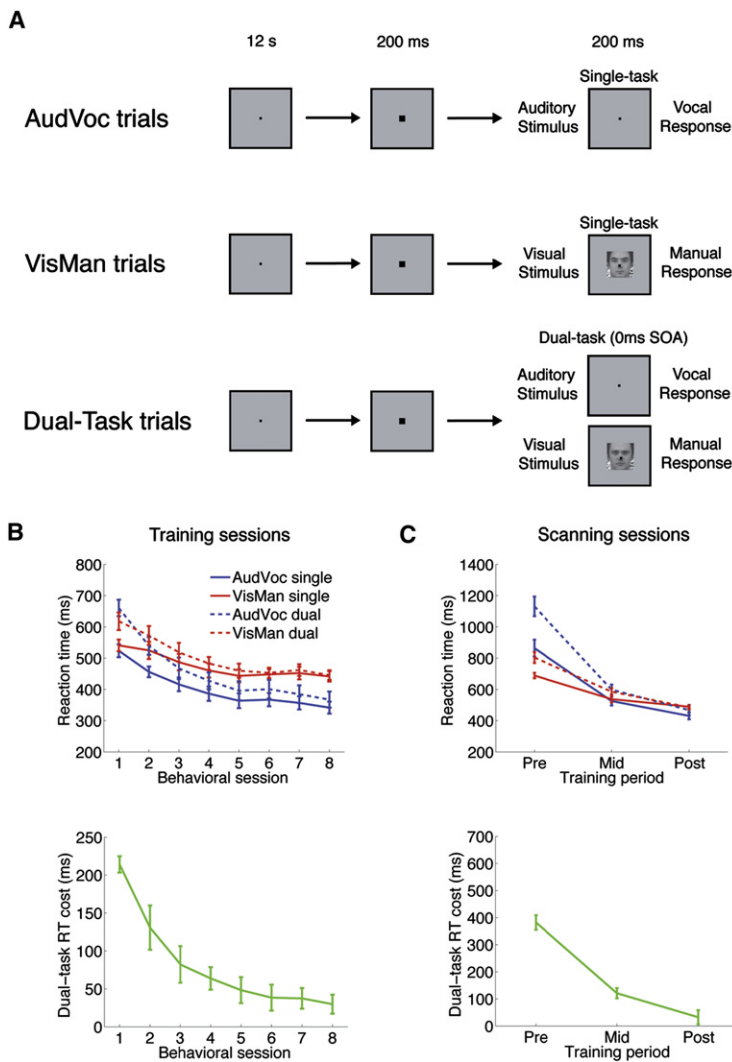 A
12 s 200 ms 200 ms
Single-task
AudVoc trials
Auditory Stimulus
Vocal Response
Single-task
VisMan trials
Visual Stimulus
Manual Response
Dual-task (0ms SOA)
Auditory Stimulus
Vocal Response
Dual-Task trials
Visual Stimulus
Manual Response
B
Training sessions
800
700
600
500
400
300
200
Reaction time (ms)
AudVoc single
VisMan single
AudVoc dual
VisMan dual
1 2 3 4 5 6 7 8
Behavioral session
250
200
150
100
50
0
Dual-task RT cost (ms)
1 2 3 4 5 6 7 8
Behavioral session
C
Scanning sessions
1400
1200
1000
800
600
400
200
Reaction time (ms)
Pre Mid Post
Training period
700
600
500
400
300
200
100
0
Dual-task RT cost (ms)
Pre Mid Post
Training period